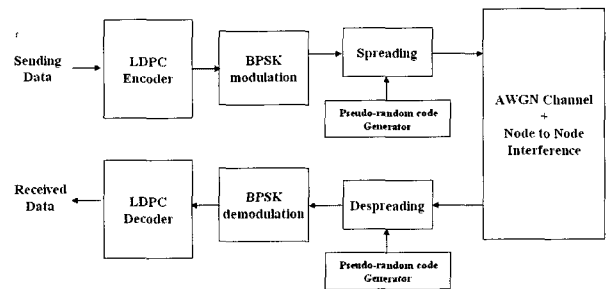 Sending
Data
LDPC
Encoder
BPSK
modulation
Spreading
Pseudo-random code
Generator
AWGN Channel
+
Node to Node
Interference
Received
Data
LDPC
Decoder
BPSK
demodulation
Despreading
Pseudo-random code
Generator